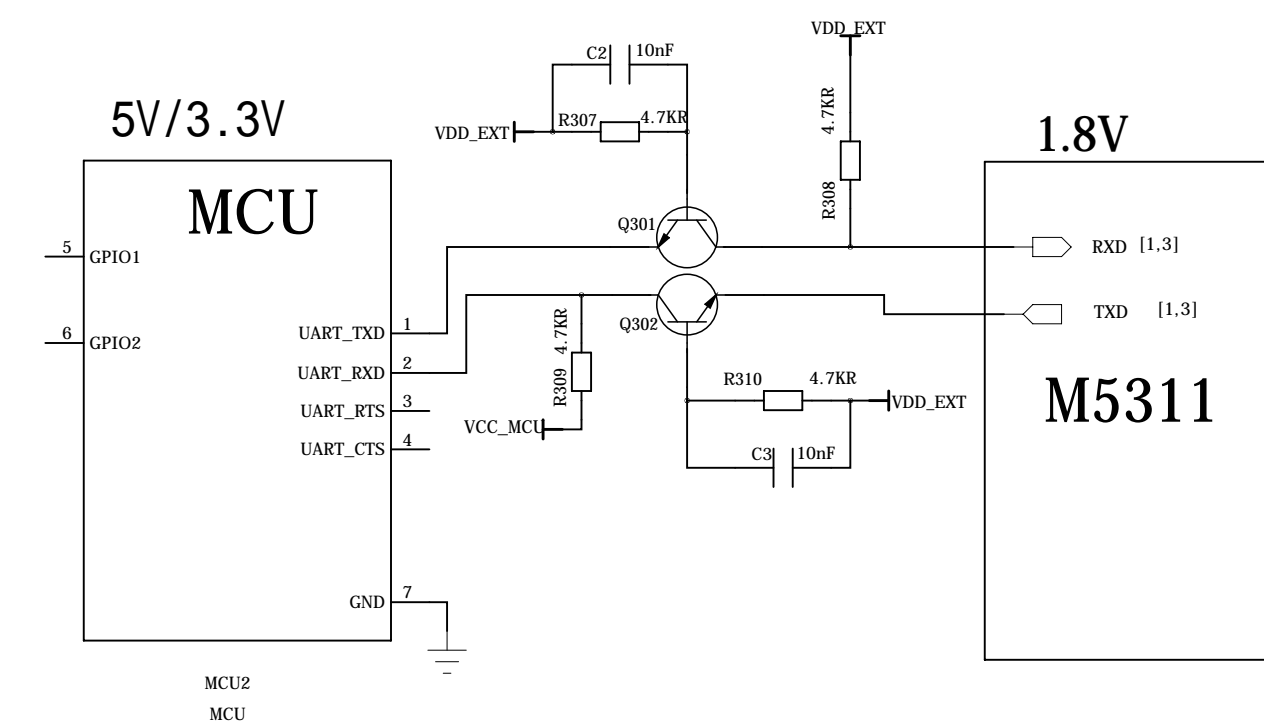 VDD_EXT
C2 10nF
5V/3.3V
R307 4.7KR
VDD_EXT
4.7KR
R308
1.8V
MCU
Q301
5 GPIO1
RXD [1,3]
6 GPIO2
UART_TXD 1
Q302
TXD [1,3]
UART_RXD 2
4.7KR
R309
R310 4.7KR
VDD_EXT
M5311
UART_RTS 3
VCC_MCU
UART_CTS 4
C3 10nF
GND 7
MCU2
MCU